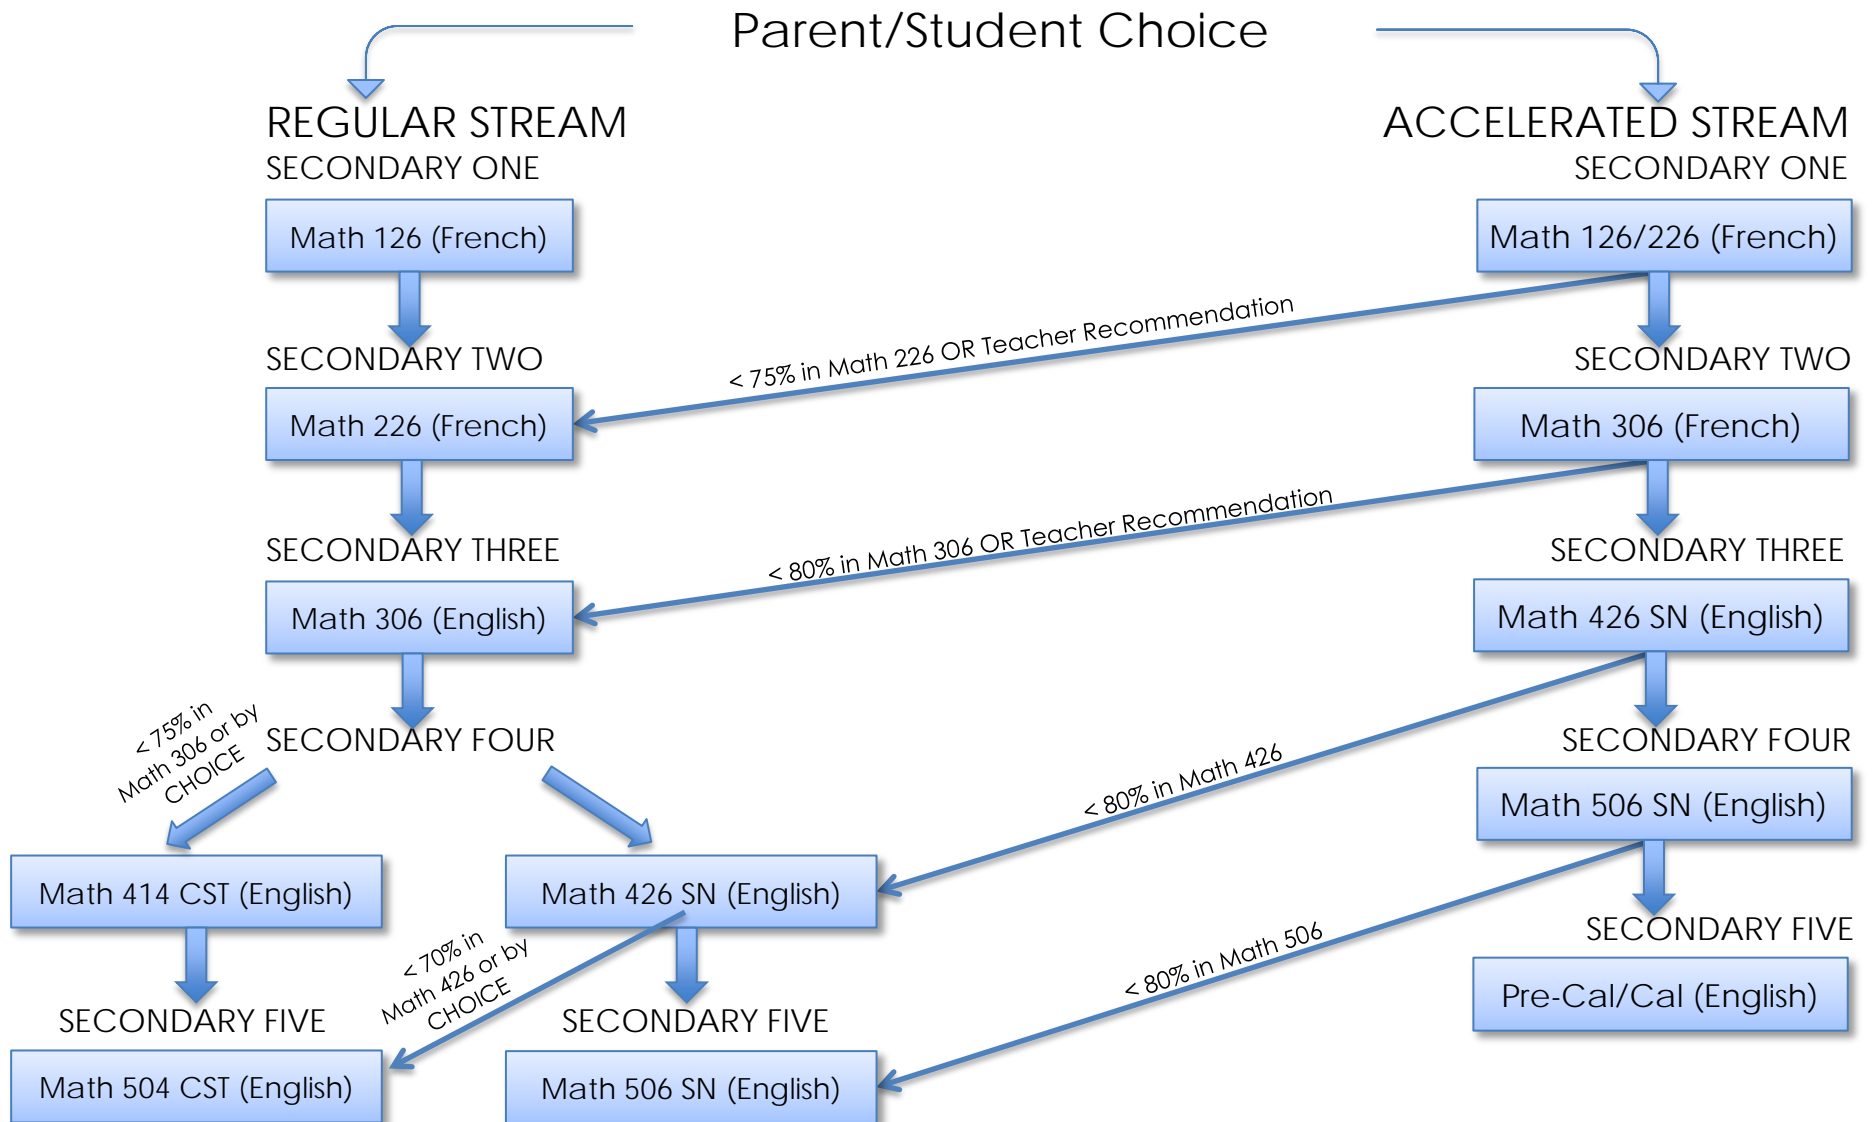 Parent/Student Choice
REGULAR STREAM
ACCELERATED STREAM
SECONDARY ONE
SECONDARY ONE
Math 126 (French)
Math 126/226 (French)
< 75% in Math 226 OR Teacher Recommendation
SECONDARY TWO
SECONDARY TWO
Math 226 (French)
Math 306 (French)
< 80% in Math 306 OR Teacher Recommendation
SECONDARY THREE
SECONDARY THREE
Math 306 (English)
Math 426 SN (English)
< 75% in
Math 306 or by
CHOICE
SECONDARY FOUR
SECONDARY FOUR
< 80% in Math 426
Math 506 SN (English)
Math 414 CST (English)
Math 426 SN (English)
< 70% in
Math 426 or by
CHOICE
< 80% in Math 506
SECONDARY FIVE
Pre-Cal/Cal (English)
SECONDARY FIVE
SECONDARY FIVE
Math 504 CST (English)
Math 506 SN (English)